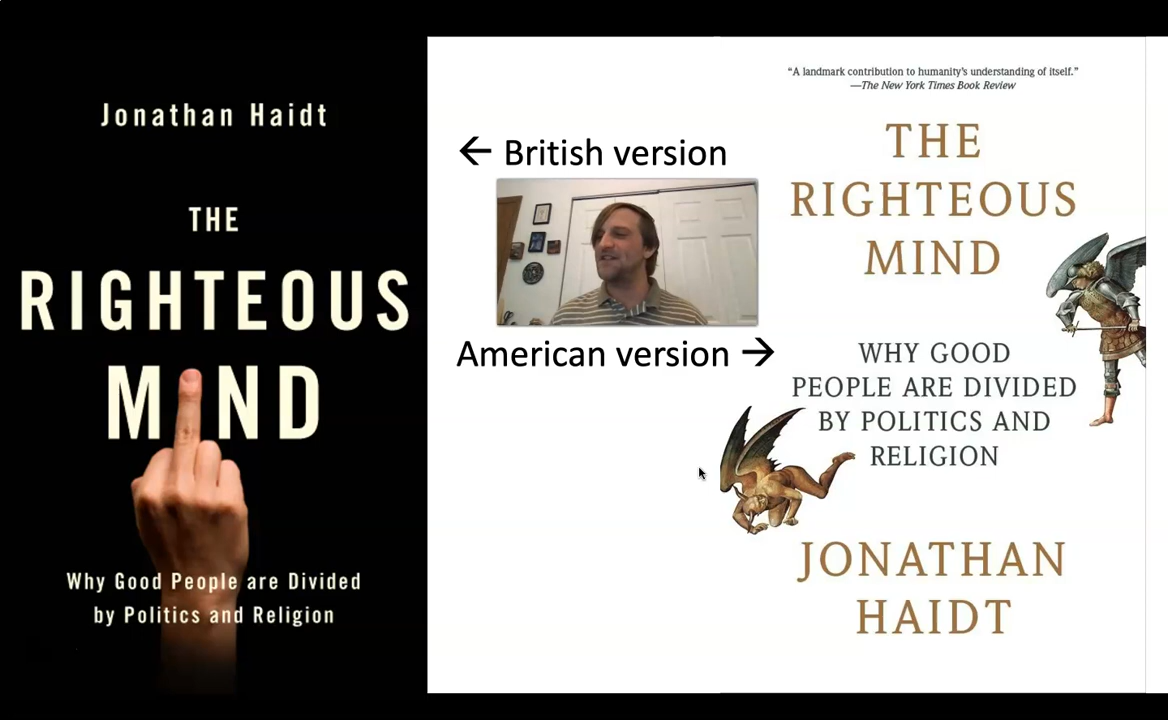 Jonathan Haidt
THE
RIGHTEOUS
M ND
Why Good People are Divided
by Politics and Religion
← British version
American version →
“A landmark contribution to humanity’s understanding of itself.”
—The New York Times Book Review
THE
RIGHTEOUS
MIND
WHY GOOD
PEOPLE ARE DIVIDED
BY POLITICS AND
RELIGION
JONATHAN
HAIDT